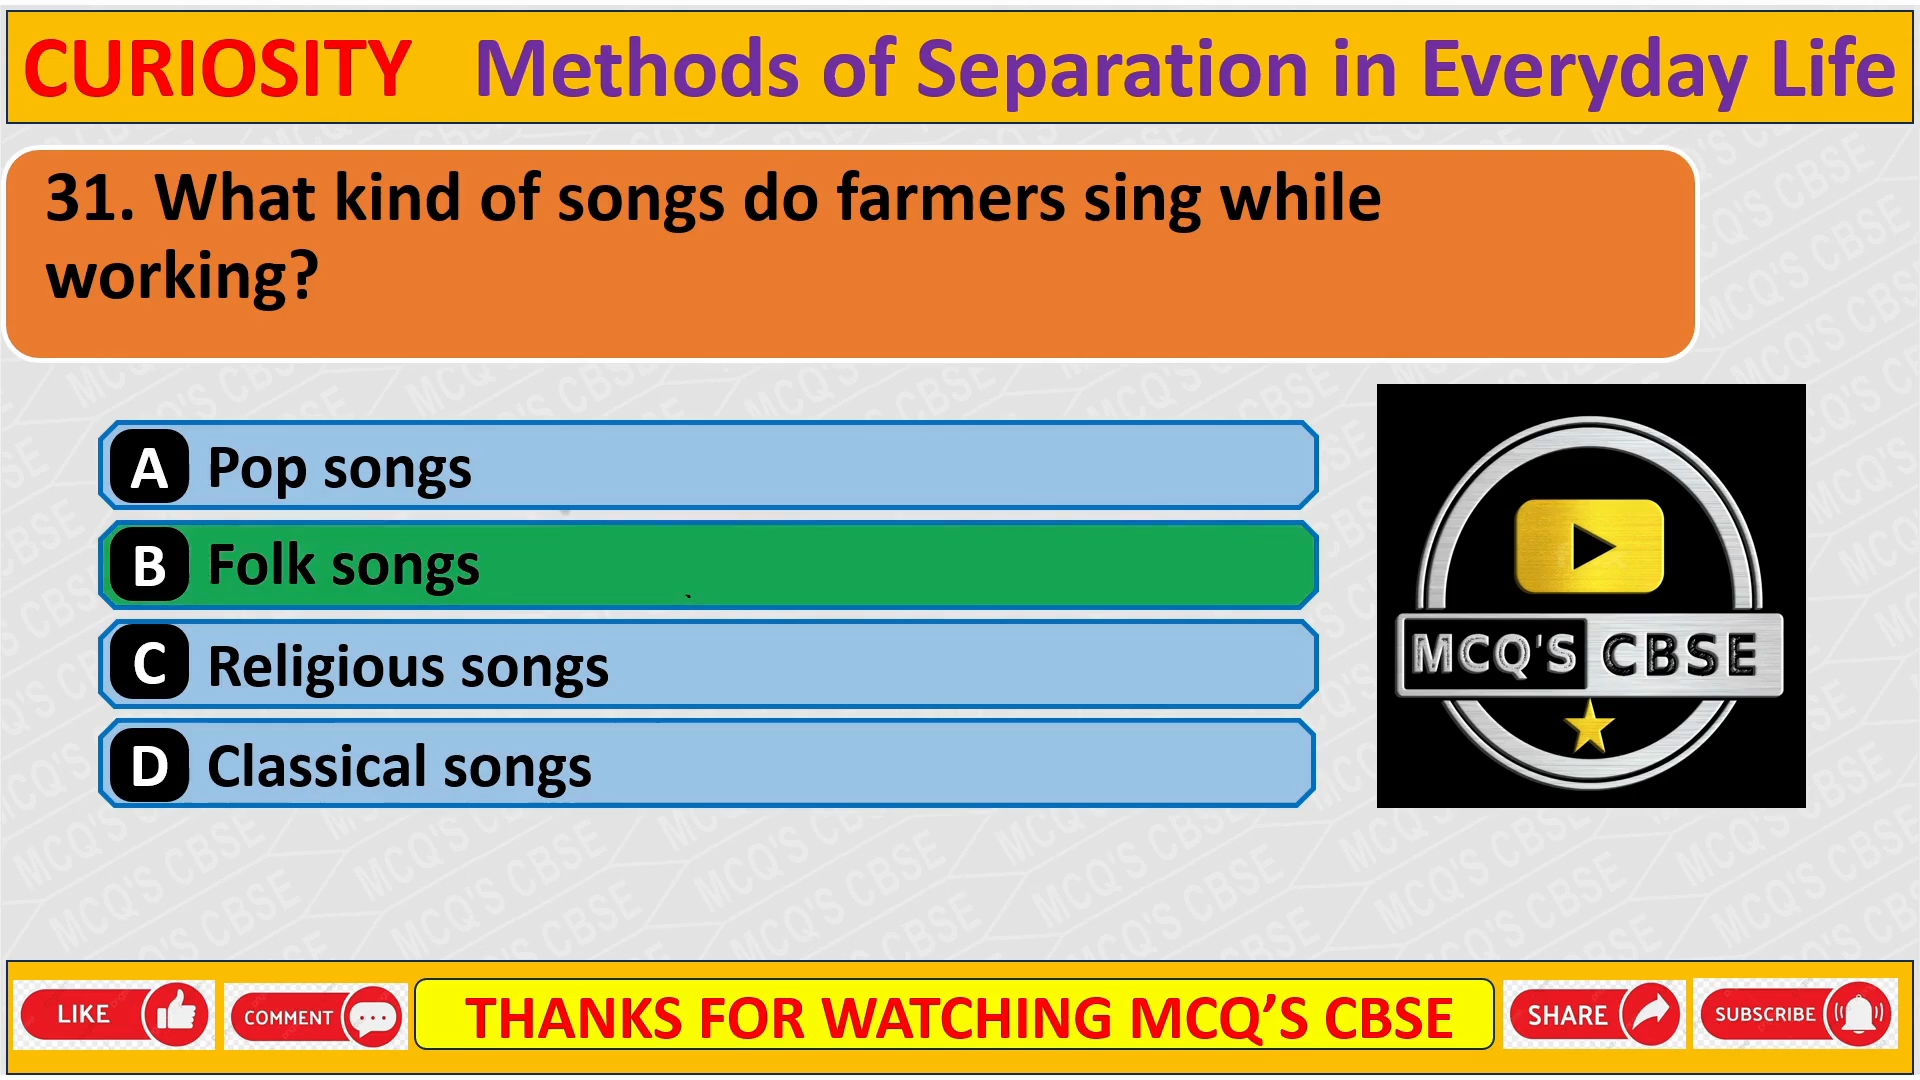 CURIOSITY Methods of Separation in Everyday Life
31. What kind of songs do farmers sing while
working?
A Pop songs
B Folk songs
C Religious songs
D Classical songs
MCQ'S CBSE
LIKE
COMMENT
THANKS FOR WATCHING MCQ’S CBSE
SHARE
SUBSCRIBE